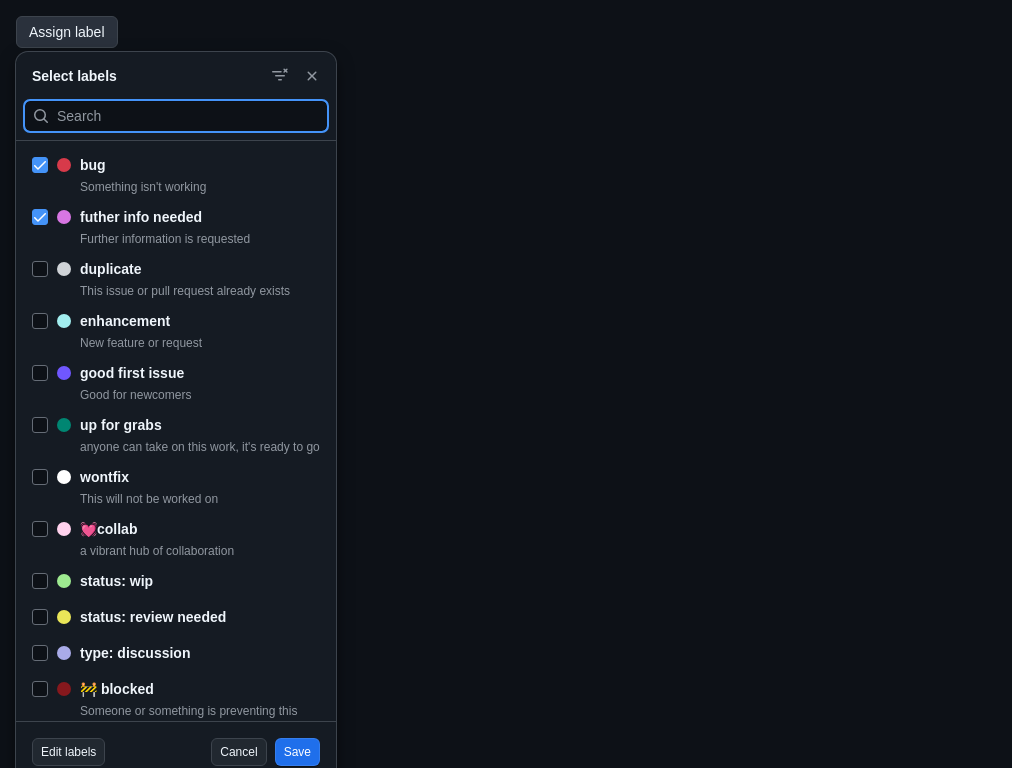 Assign label
Select labels
Search
bug
Something isn't working
futher info needed
Further information is requested
duplicate
This issue or pull request already exists
enhancement
New feature or request
good first issue
Good for newcomers
up for grabs
anyone can take on this work, it's ready to go
wontfix
This will not be worked on
💓collab
a vibrant hub of collaboration
status: wip
status: review needed
type: discussion
🚧 blocked
Someone or something is preventing this
Edit labels
Cancel
Save